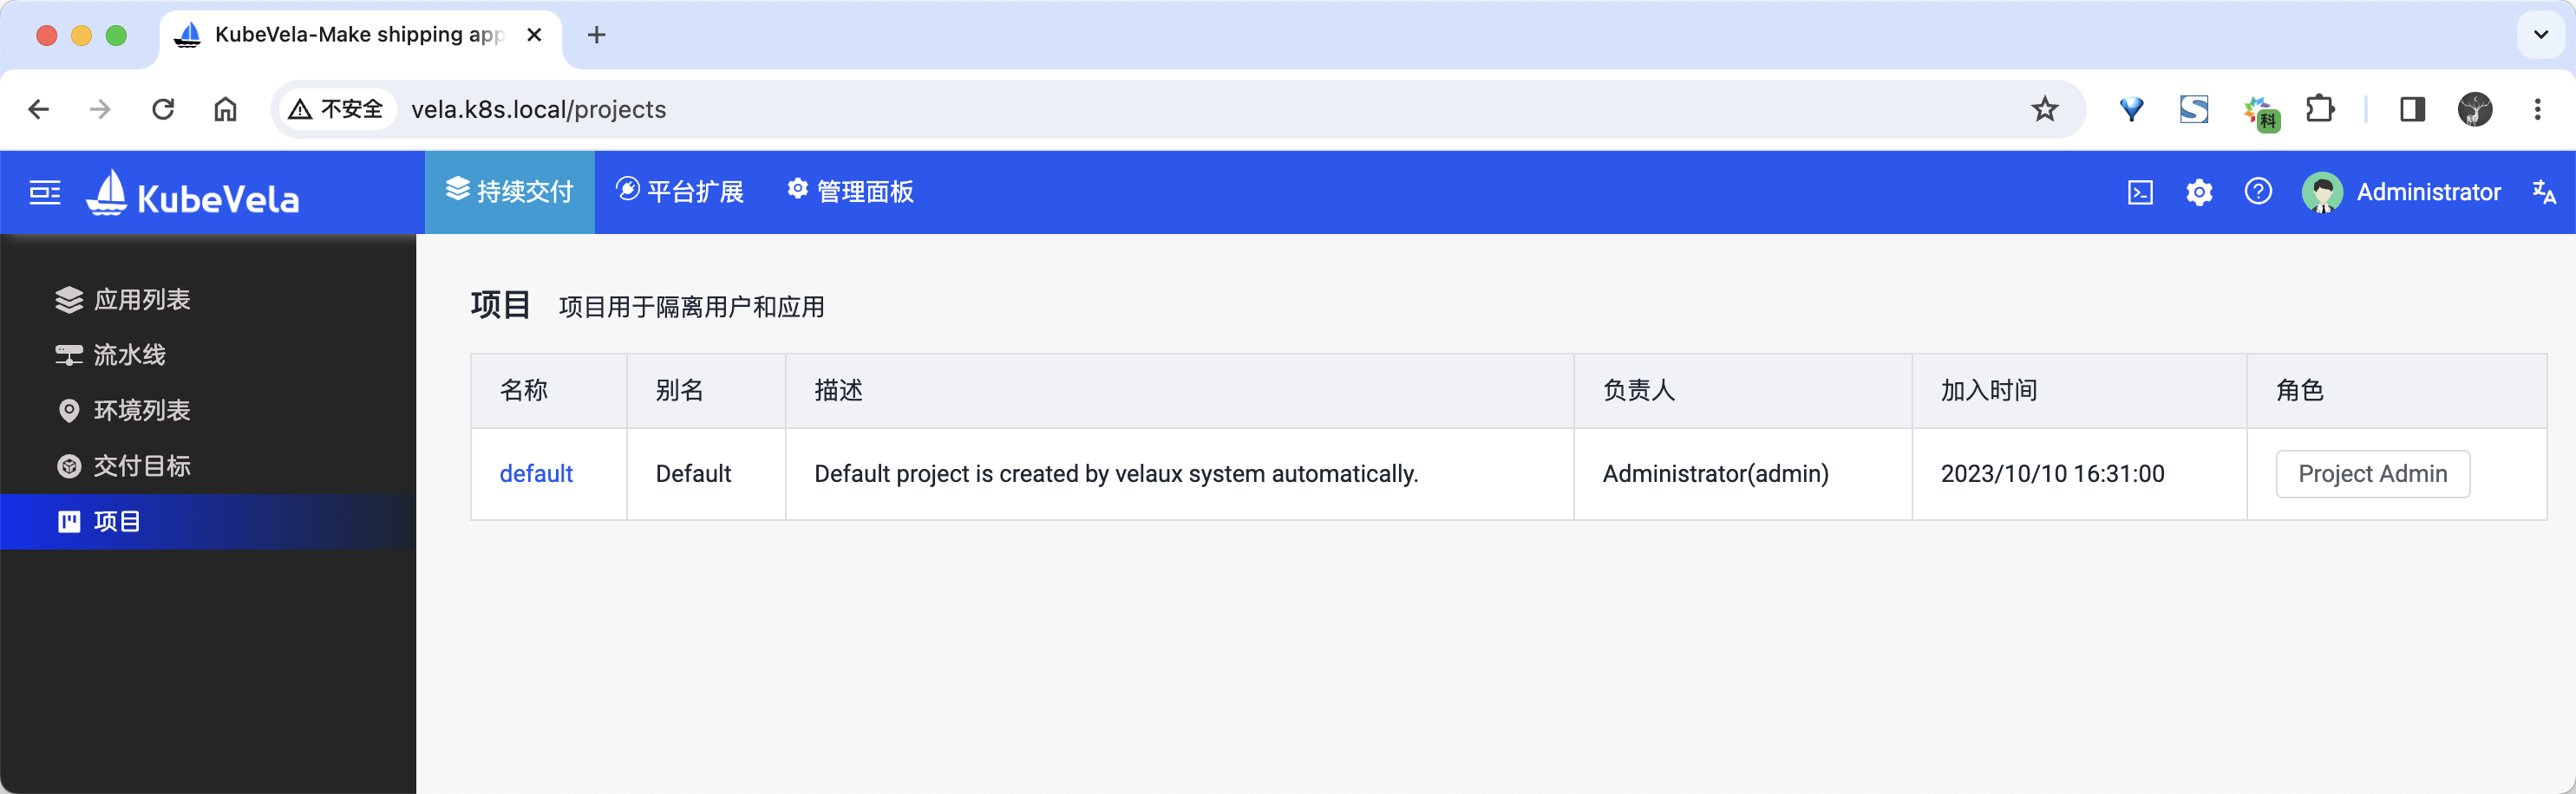 KubeVela-Make shipping app
不安全 vela.k8s.local/projects
科
KubeVela 持续交付 平台扩展 管理面板 Administrator
应用列表
流水线
环境列表
交付目标
项目
项目 项目用于隔离用户和应用
名称 别名 描述 负责人 加入时间 角色
default Default Default project is created by velaux system automatically. Administrator(admin) 2023/10/10 16:31:00 Project Admin